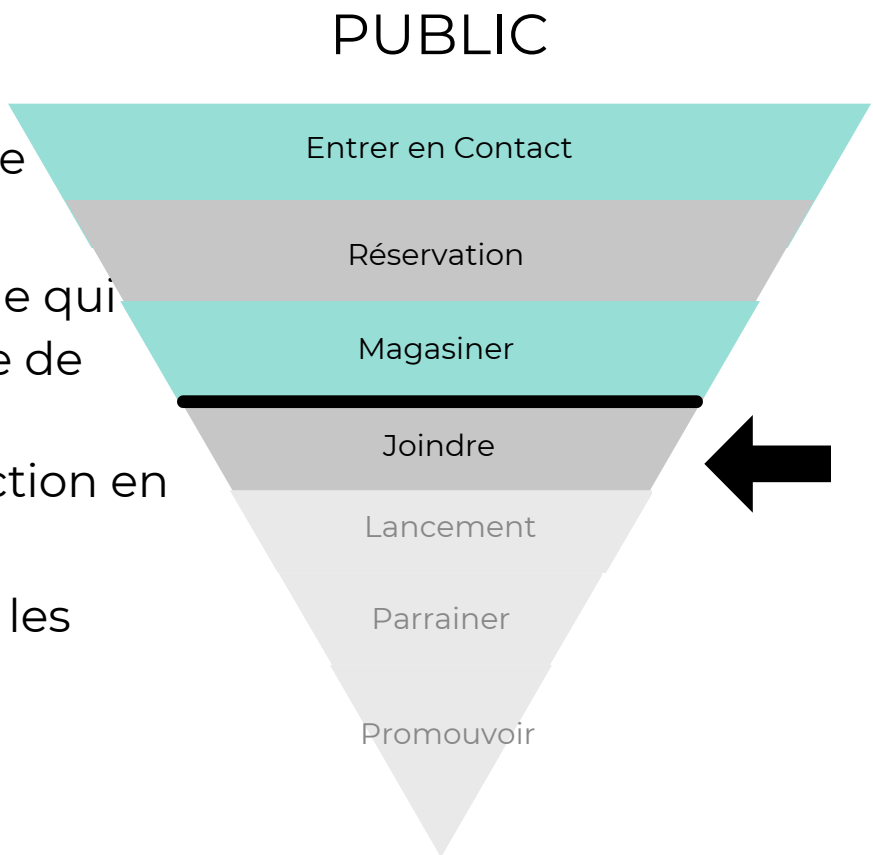 PUBLIC
Entrer en Contact
e
Réservation
e qui
Magasiner
e de
Joindre
ction en
Lancement
Parrainer
les
Promouvoir